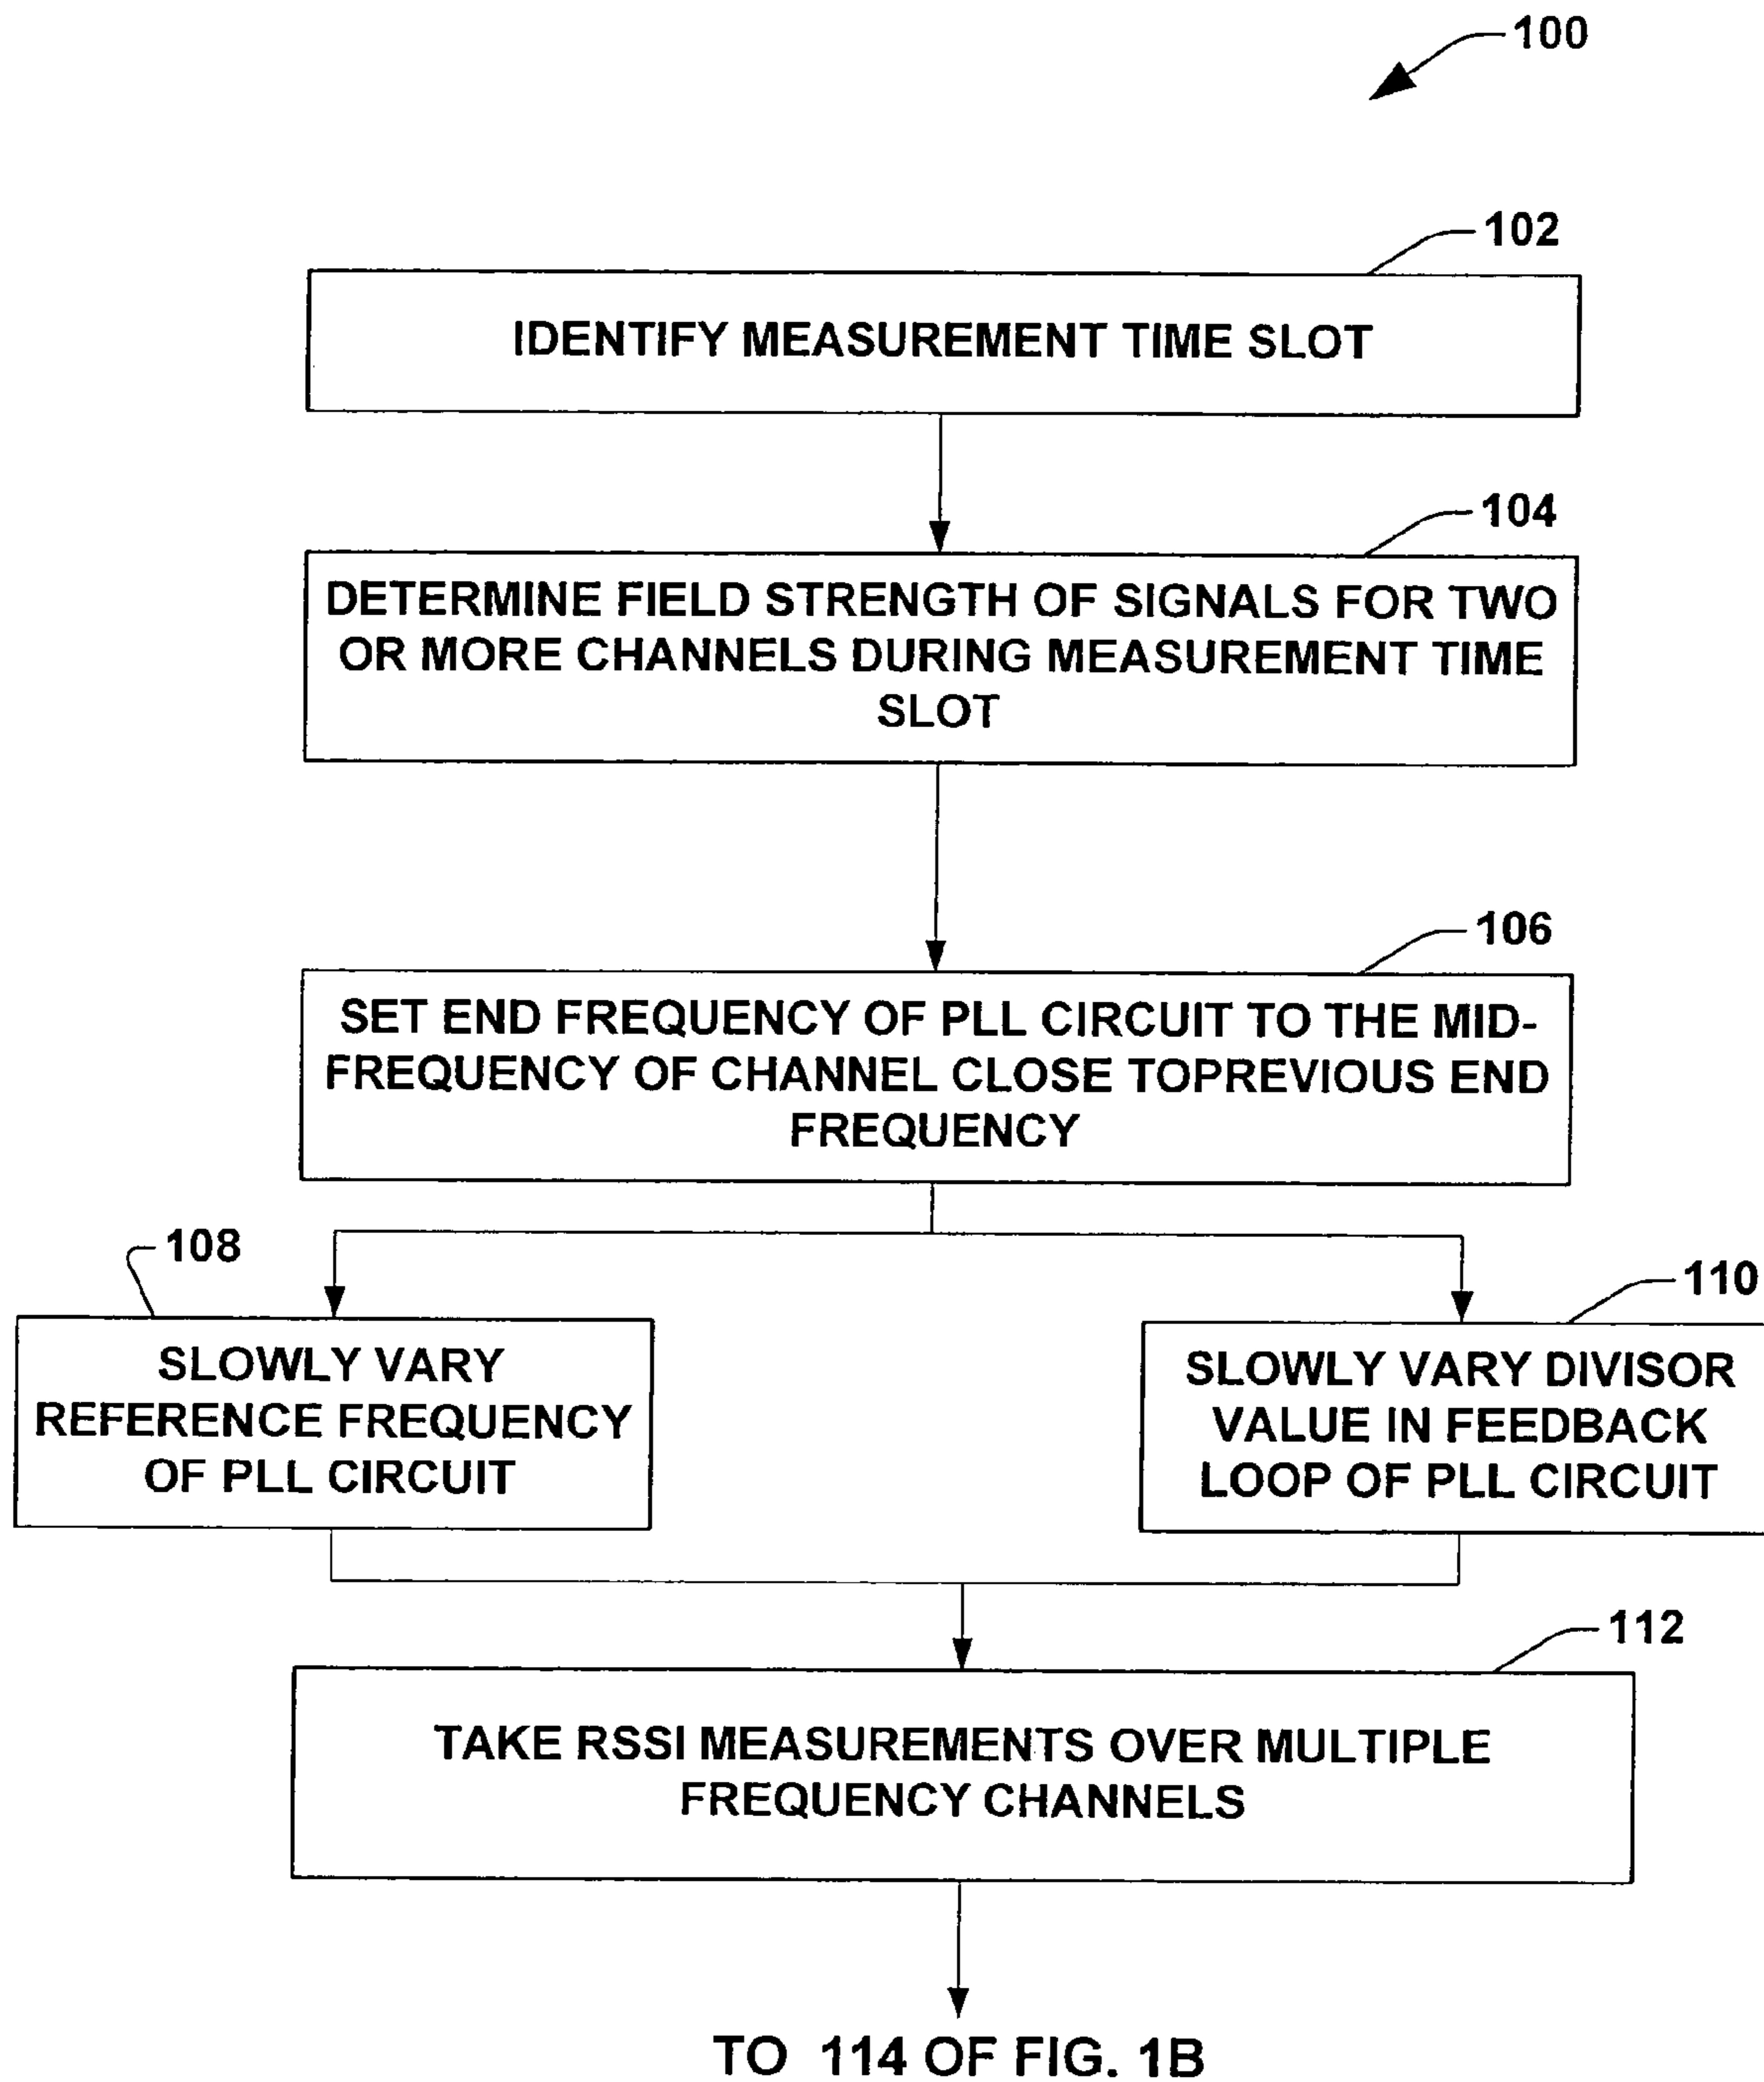 100
102
IDENTIFY MEASUREMENT TIME SLOT
104
DETERMINE FIELD STRENGTH OF SIGNALS FOR TWO
OR MORE CHANNELS DURING MEASUREMENT TIME
SLOT
106
SET END FREQUENCY OF PLL CIRCUIT TO THE MID-
FREQUENCY OF CHANNEL CLOSE TOPREVIOUS END
FREQUENCY
108
SLOWLY VARY
REFERENCE FREQUENCY
OF PLL CIRCUIT
110
SLOWLY VARY DIVISOR
VALUE IN FEEDBACK
LOOP OF PLL CIRCUIT
112
TAKE RSSI MEASUREMENTS OVER MULTIPLE
FREQUENCY CHANNELS
TO 114 OF FIG. 1B